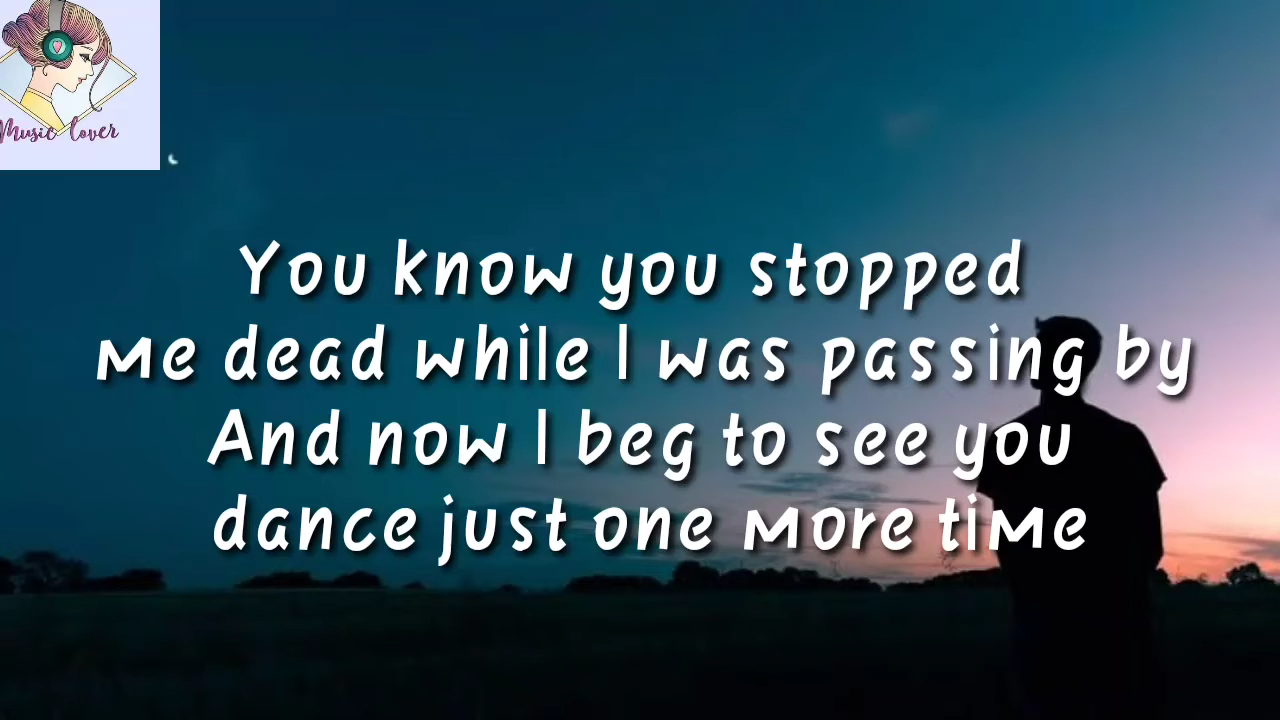 Music lover
You know you stopped
me dead while I was passing by
And now I beg to see you
dance just one more time